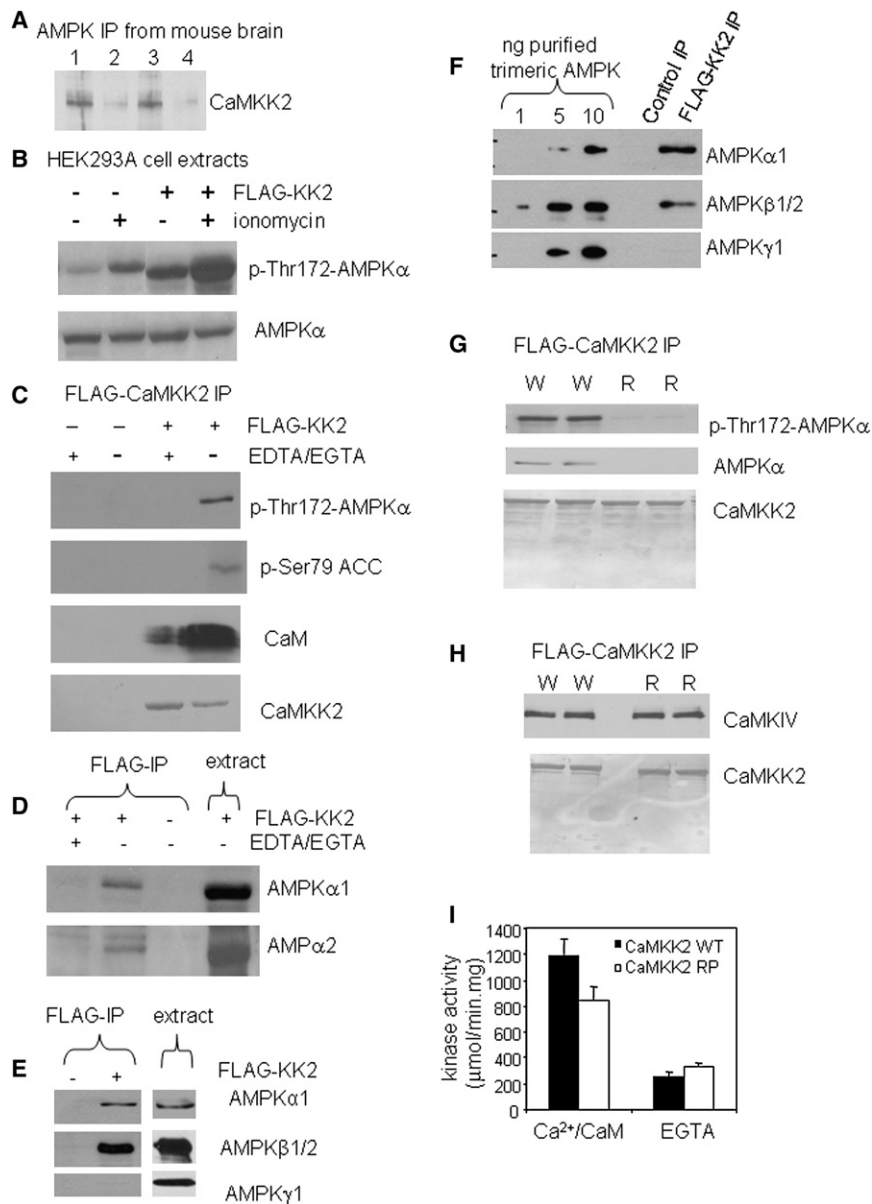 A
AMPK IP from mouse brain
1 2 3 4
CaMKK2
B HEK293A cell extracts
- - + + FLAG-KK2
- + - + ionomycin
p-Thr172-AMPKα
AMPKα
C
FLAG-CaMKK2 IP
– – + + FLAG-KK2
+ - + - EDTA/EGTA
p-Thr172-AMPKα
p-Ser79 ACC
CaM
CaMKK2
D
FLAG-IP extract
+ + - + FLAG-KK2
+ - - - EDTA/EGTA
AMPKα1
AMPα2
E
FLAG-IP extract
- + FLAG-KK2
AMPKα1
AMPKβ1/2
AMPKγ1
F
ng purified
trimeric AMPK
1 5 10
Control IP
FLAG-KK2 IP
AMPKα1
AMPKβ1/2
AMPKγ1
G
FLAG-CaMKK2 IP
W W R R
p-Thr172-AMPKα
AMPKα
CaMKK2
H
FLAG-CaMKK2 IP
W W R R
CaMKIV
CaMKK2
I
kinase activity
(µmol/min.mg)
1400
1200
1000
800
600
400
200
0
CaMKK2 WT
CaMKK2 RP
Ca²⁺/CaM EGTA